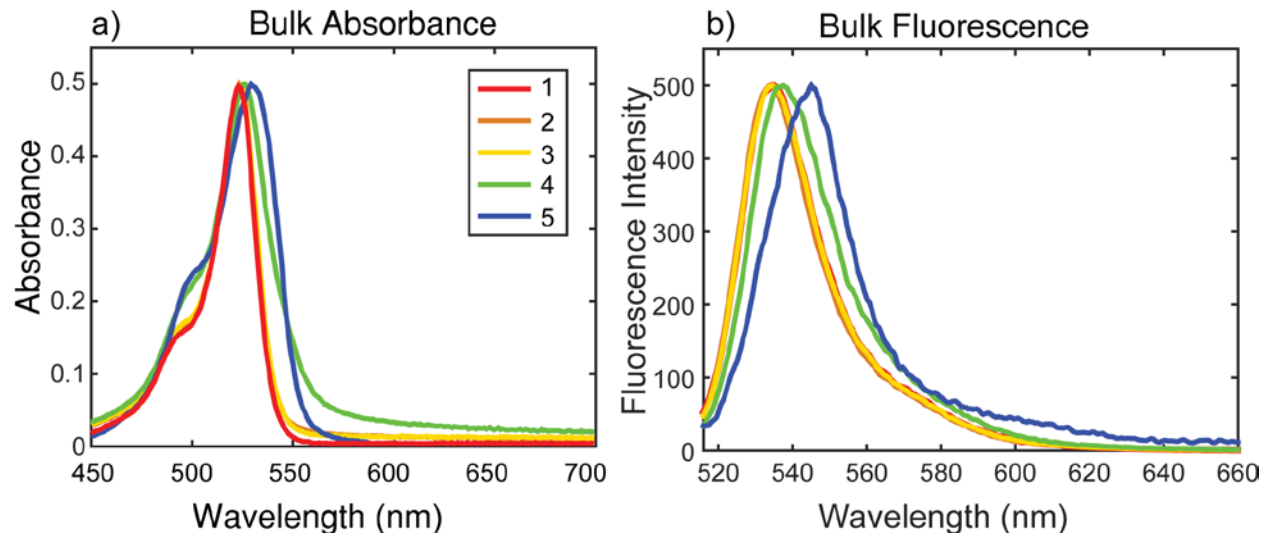 a) Bulk Absorbance
0.5
0.4
0.3
0.2
0.1
0
Absorbance
1
2
3
4
5
450 500 550 600 650 700
Wavelength (nm)
b) Bulk Fluorescence
500
400
300
200
100
0
Fluorescence Intensity
520 540 560 580 600 620 640 660
Wavelength (nm)